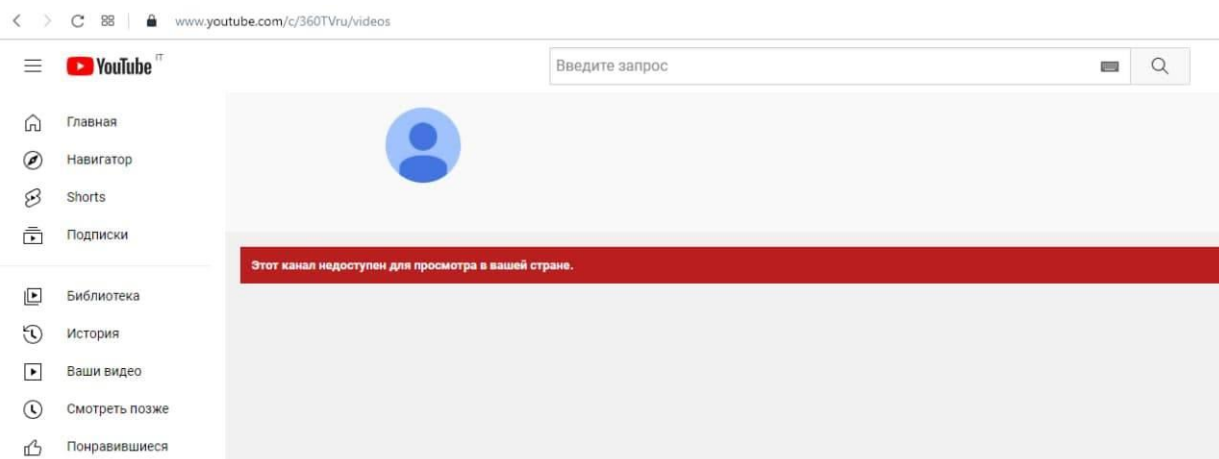 www.youtube.com/c/360TVru/videos
YouTube IT
Введите запрос
Главная
Навигатор
Shorts
Подписки
Этот канал недоступен для просмотра в вашей стране.
Библиотека
История
Ваши видео
Смотреть позже
Понравившиеся